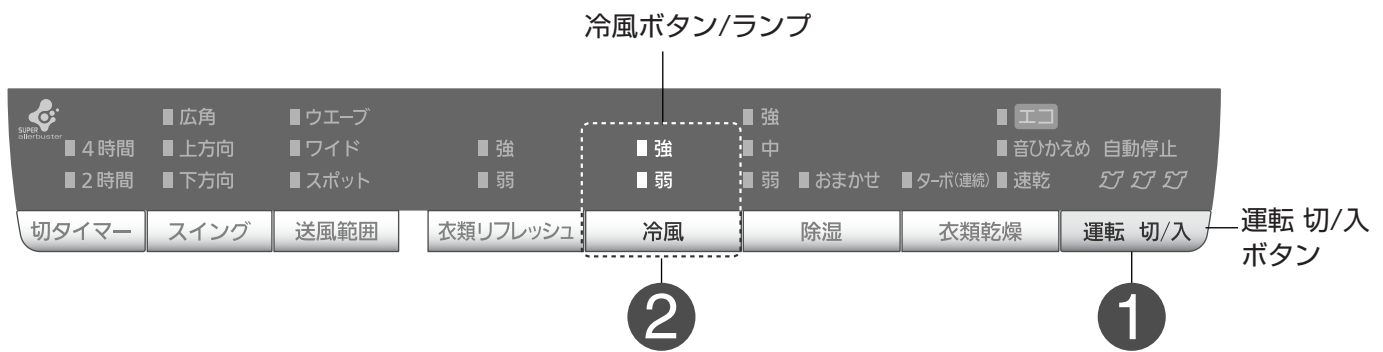 冷風ボタン/ランプ
SUPER
allerbuster
■広角 ■ウエーブ ■強 ■エコ
■4時間 ■上方向 ■ワイド ■強 ■強 ■中 ■音ひかえめ 自動停止
■2時間 ■下方向 ■スポット ■弱 ■弱 ■弱 ■おまかせ ■ターボ(連続) ■速乾
切タイマー スイング 送風範囲 衣類リフレッシュ 冷風 除湿 衣類乾燥 運転 切/入
運転 切/入
ボタン
2 1